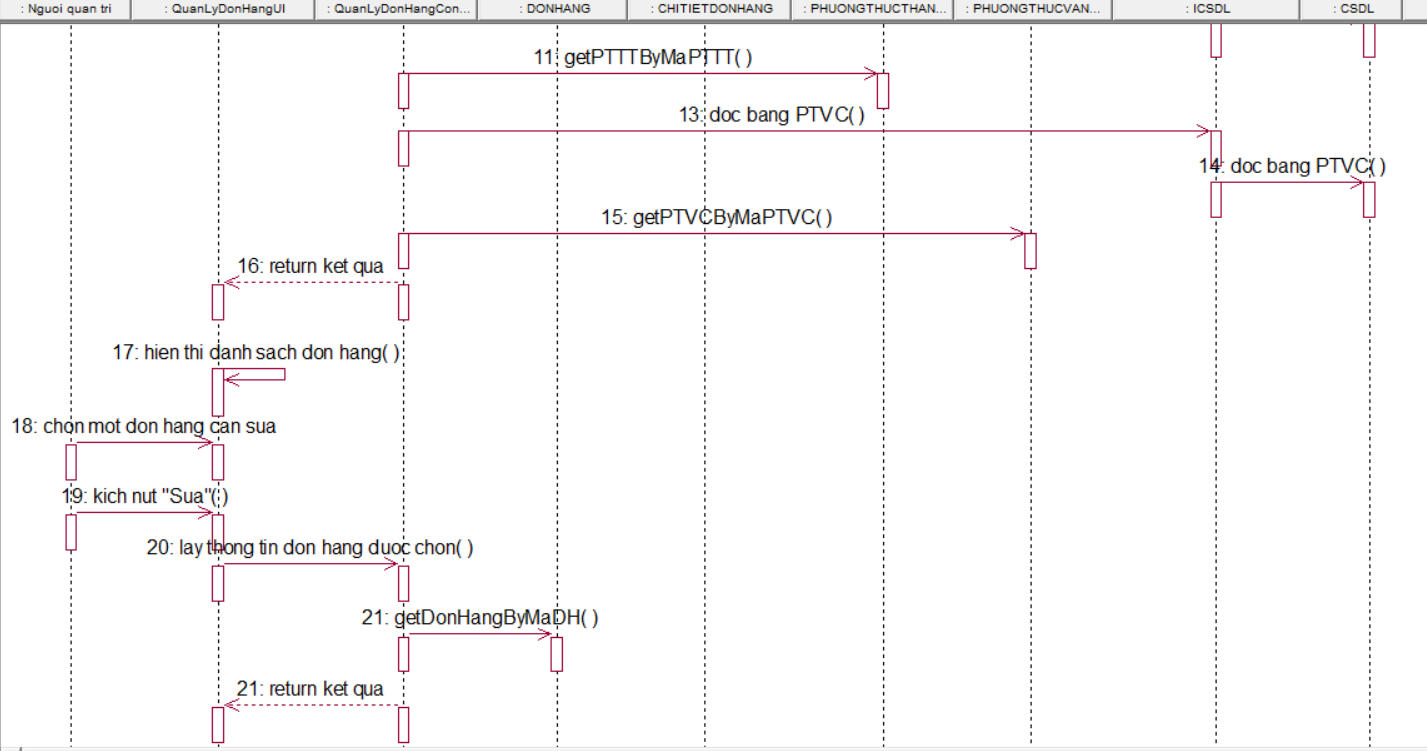 : Nguoi quan tri
: QuanLyDonHangUI
: QuanLyDonHangCon...
: DONHANG
: CHITIETDONHANG
: PHUONGTHUCTHAN...
: PHUONGTHUCVAN...
: ICSDL
: CSDL
11: getPTTTByMaPTTT( )
13: doc bang PTVC( )
14: doc bang PTVC( )
15: getPTVCByMaPTVC( )
16: return ket qua
17: hien thi danh sach don hang( )
18: chon mot don hang can sua
19: kich nut "Sua"( )
20: lay thong tin don hang duoc chon( )
21: getDonHangByMaDH( )
21: return ket qua